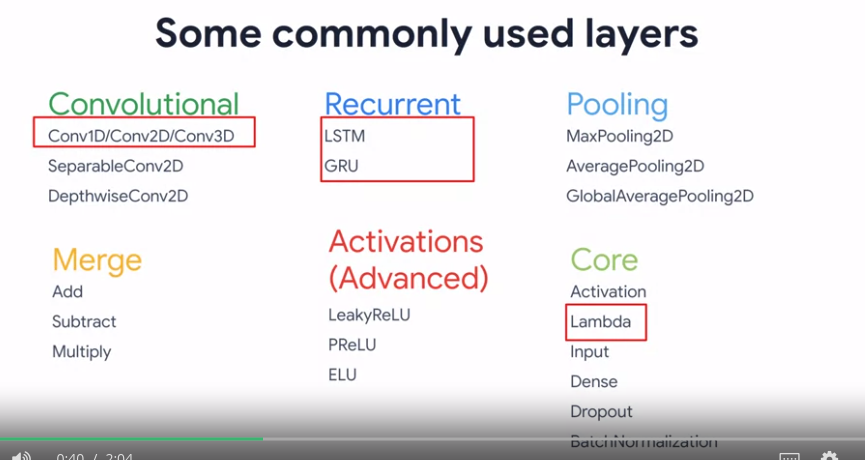 Some commonly used layers
Convolutional
Conv1D/Conv2D/Conv3D
SeparableConv2D
DepthwiseConv2D
Recurrent
LSTM
GRU
Pooling
MaxPooling2D
AveragePooling2D
GlobalAveragePooling2D
Merge
Add
Subtract
Multiply
Activations
(Advanced)
LeakyReLU
PReLU
ELU
Core
Activation
Lambda
Input
Dense
Dropout
BatchNormalization
0:40 / 2:04